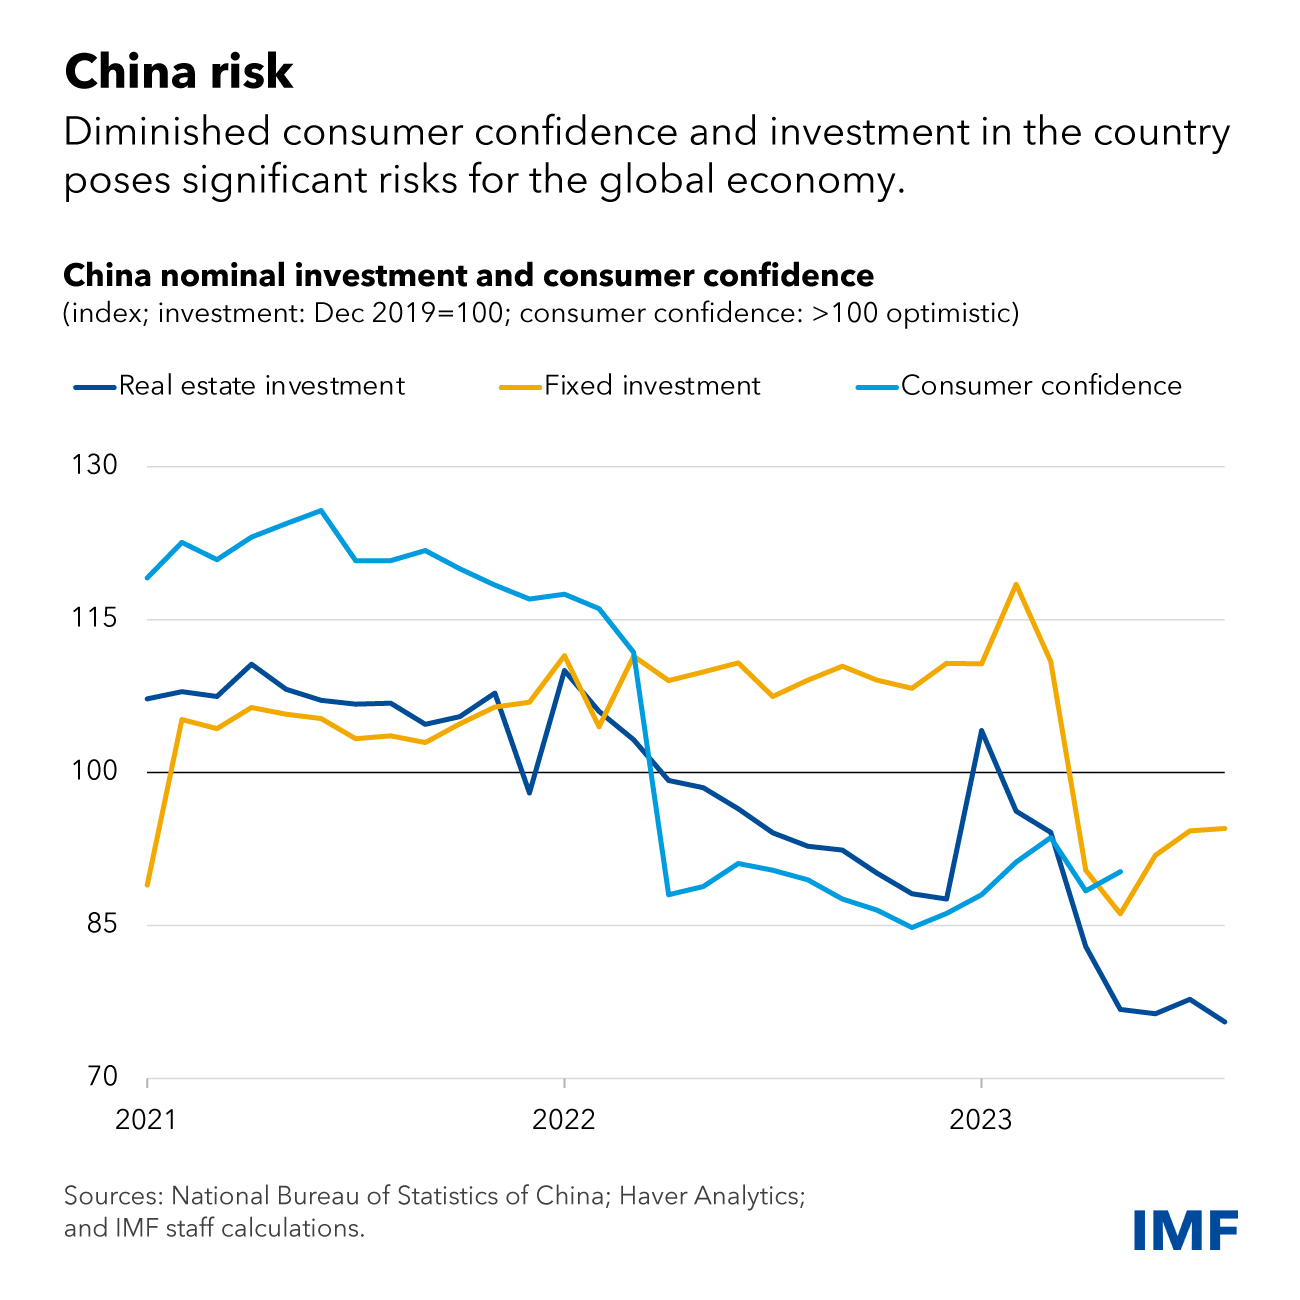 China risk
Diminished consumer confidence and investment in the country
poses significant risks for the global economy.
China nominal investment and consumer confidence
(index; investment: Dec 2019=100; consumer confidence: >100 optimistic)
Real estate investment
Fixed investment
Consumer confidence
130
115
100
85
70
2021
2022
2023
Sources: National Bureau of Statistics of China; Haver Analytics;
and IMF staff calculations.
IMF